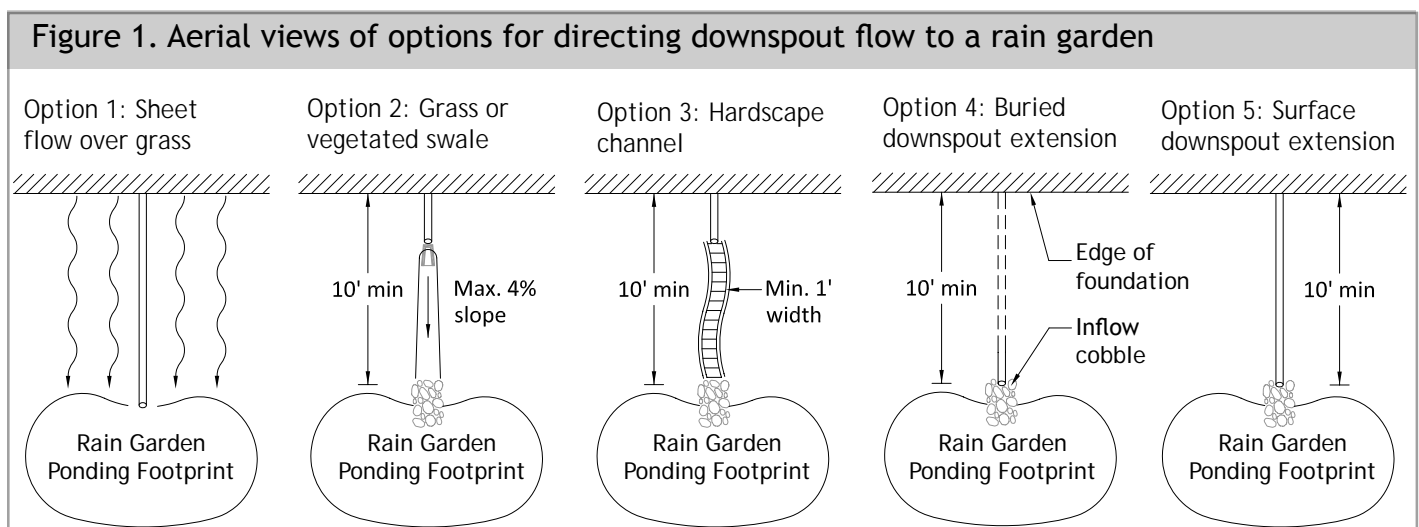 Figure 1. Aerial views of options for directing downspout flow to a rain garden
Option 1: Sheet
flow over grass
Rain Garden
Ponding Footprint
Option 2: Grass or
vegetated swale
10' min
Max. 4%
slope
Rain Garden
Ponding Footprint
Option 3: Hardscape
channel
10' min
Min. 1'
width
Rain Garden
Ponding Footprint
Option 4: Buried
downspout extension
10' min
Edge of
foundation
Inflow
cobble
Rain Garden
Ponding Footprint
Option 5: Surface
downspout extension
10' min
Rain Garden
Ponding Footprint